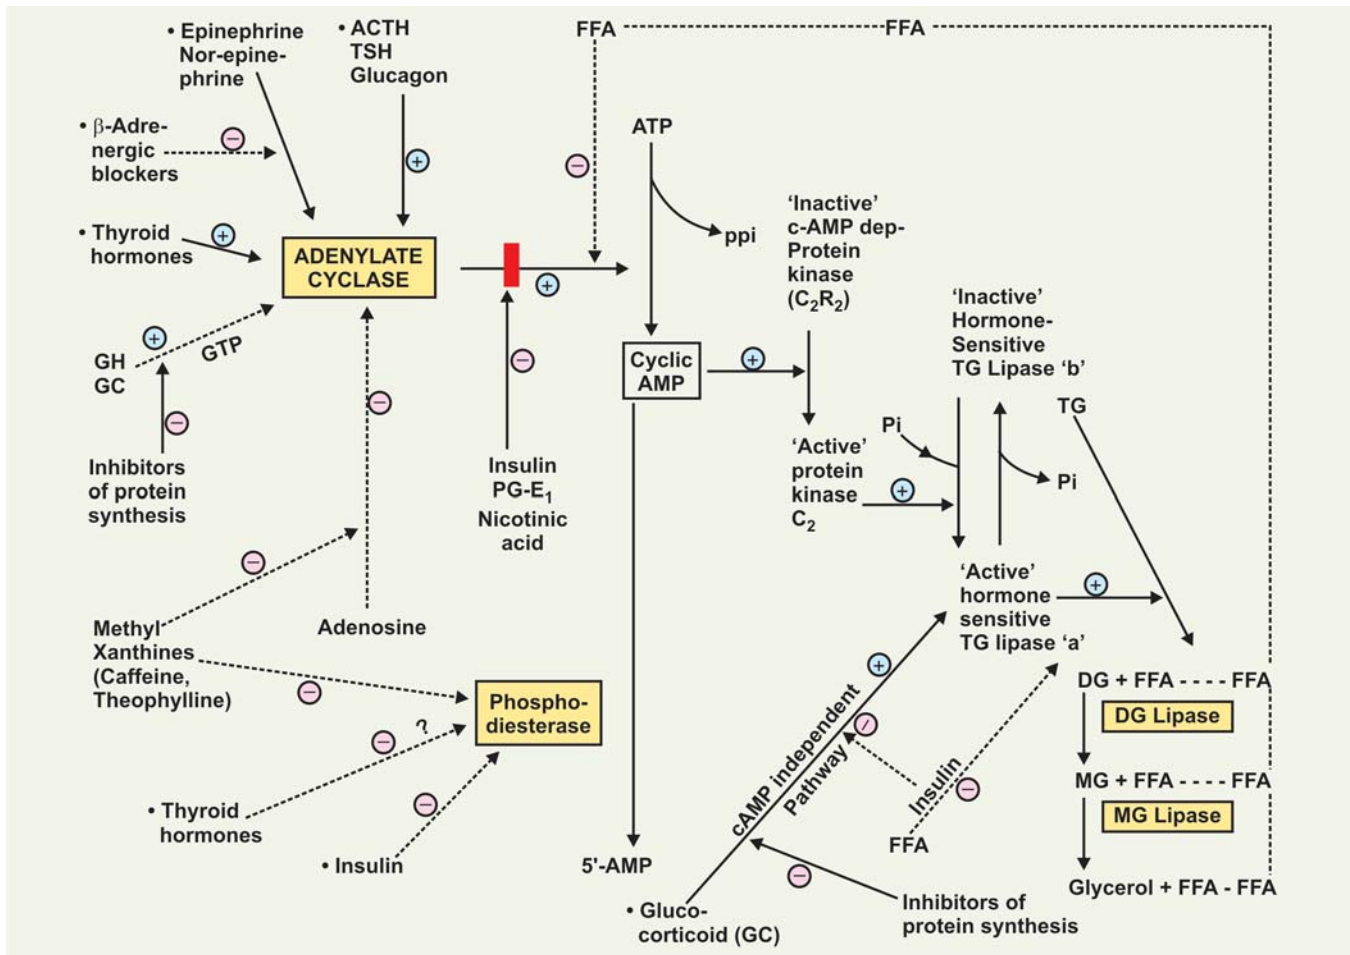 • Epinephrine
Nor-epine-
phrine
• ACTH
TSH
Glucagon
FFA
FFA
• β-Adre-
nergic
blockers
−
+
−
ATP
ppi
• Thyroid
hormones
+
ADENYLATE
CYCLASE
+
'Inactive'
c-AMP dep-
Protein
kinase
(C2R2)
'Inactive'
Hormone-
Sensitive
TG Lipase 'b'
GH
GC
+
GTP
−
Inhibitors
of protein
synthesis
−
−
Insulin
PG-E1
Nicotinic
acid
Cyclic
AMP
+
'Active'
protein
kinase
C2
+
Pi
Pi
TG
'Active'
hormone
sensitive
TG lipase 'a'
+
−
Adenosine
Methyl
Xanthines
(Caffeine,
Theophylline)
−
Phospho-
diesterase
−
?
• Thyroid
hormones
−
• Insulin
5'-AMP
cAMP independent
Pathway
+
−
Insulin
−
FFA
−
• Gluco-
corticoid (GC)
Inhibitors of
protein synthesis
DG + FFA - - - - FFA
DG Lipase
MG + FFA - - - - FFA
MG Lipase
Glycerol + FFA - FFA